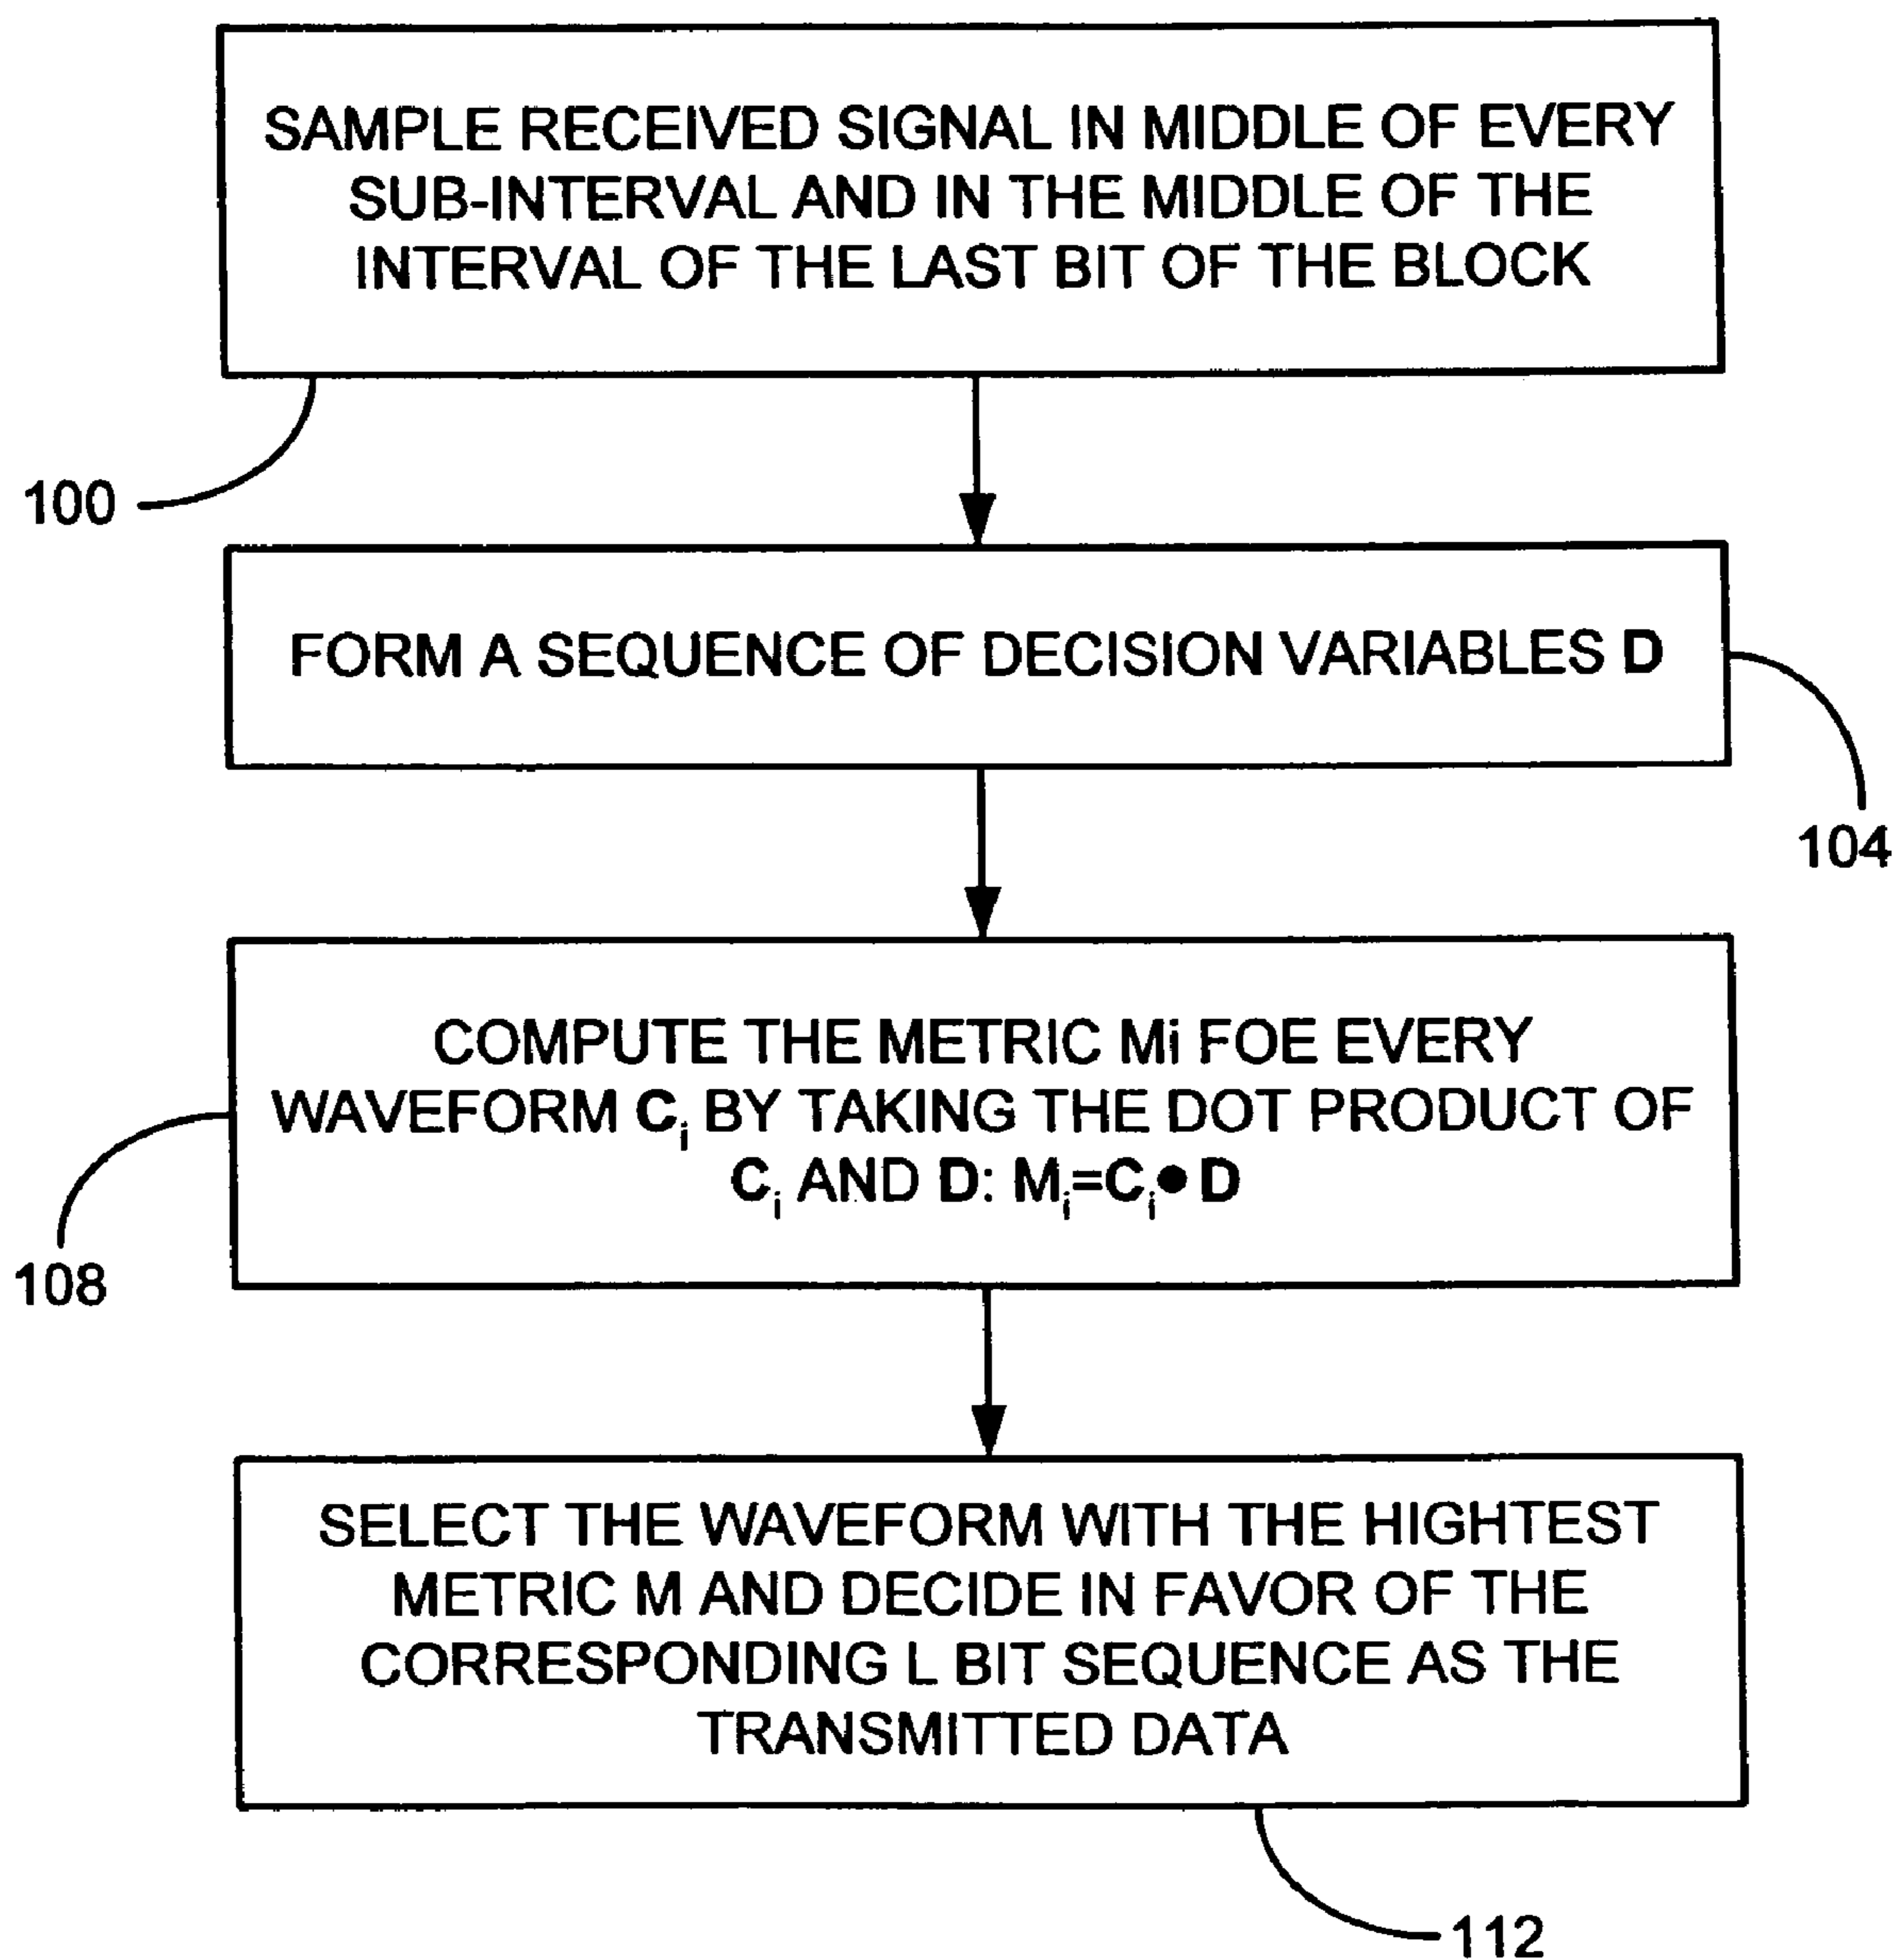 SAMPLE RECEIVED SIGNAL IN MIDDLE OF EVERY
SUB-INTERVAL AND IN THE MIDDLE OF THE
INTERVAL OF THE LAST BIT OF THE BLOCK
100
FORM A SEQUENCE OF DECISION VARIABLES D
104
COMPUTE THE METRIC Mi FOE EVERY
WAVEFORM Ci BY TAKING THE DOT PRODUCT OF
Ci AND D: Mi=Ci● D
108
SELECT THE WAVEFORM WITH THE HIGHTEST
METRIC M AND DECIDE IN FAVOR OF THE
CORRESPONDING L BIT SEQUENCE AS THE
TRANSMITTED DATA
112